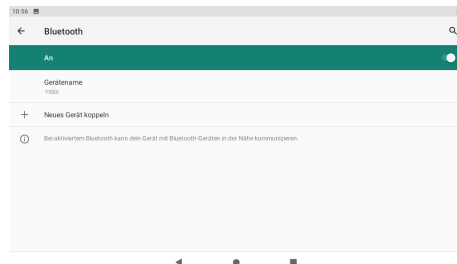 10:56
Bluetooth
An
Gerätename
Y88X
Neues Gerät koppeln
Bei aktiviertem Bluetooth kann dein Gerät mit Bluetooth-Geräten in der Nähe kommunizieren.